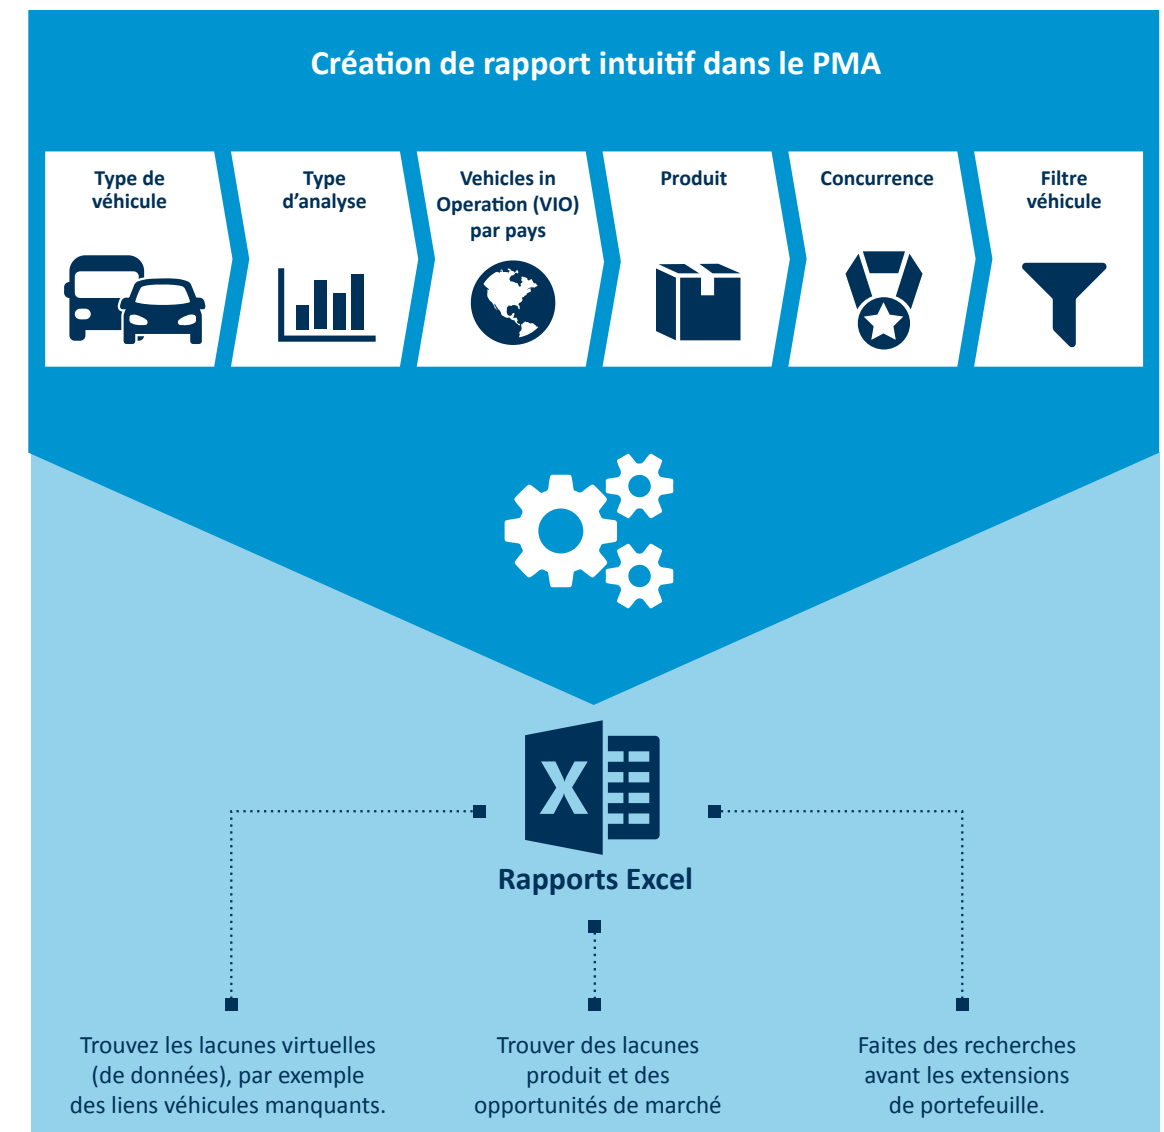 Création de rapport intuitif dans le PMA
Type de
véhicule
Type
d'analyse
Vehicles in
Operation (VIO)
par pays
Produit
Concurrence
Filtre
véhicule
X
Rapports Excel
Trouvez les lacunes virtuelles
(de données), par exemple
des liens véhicules manquants.
Trouver des lacunes
produit et des
opportunités de marché
Faites des recherches
avant les extensions
de portefeuille.